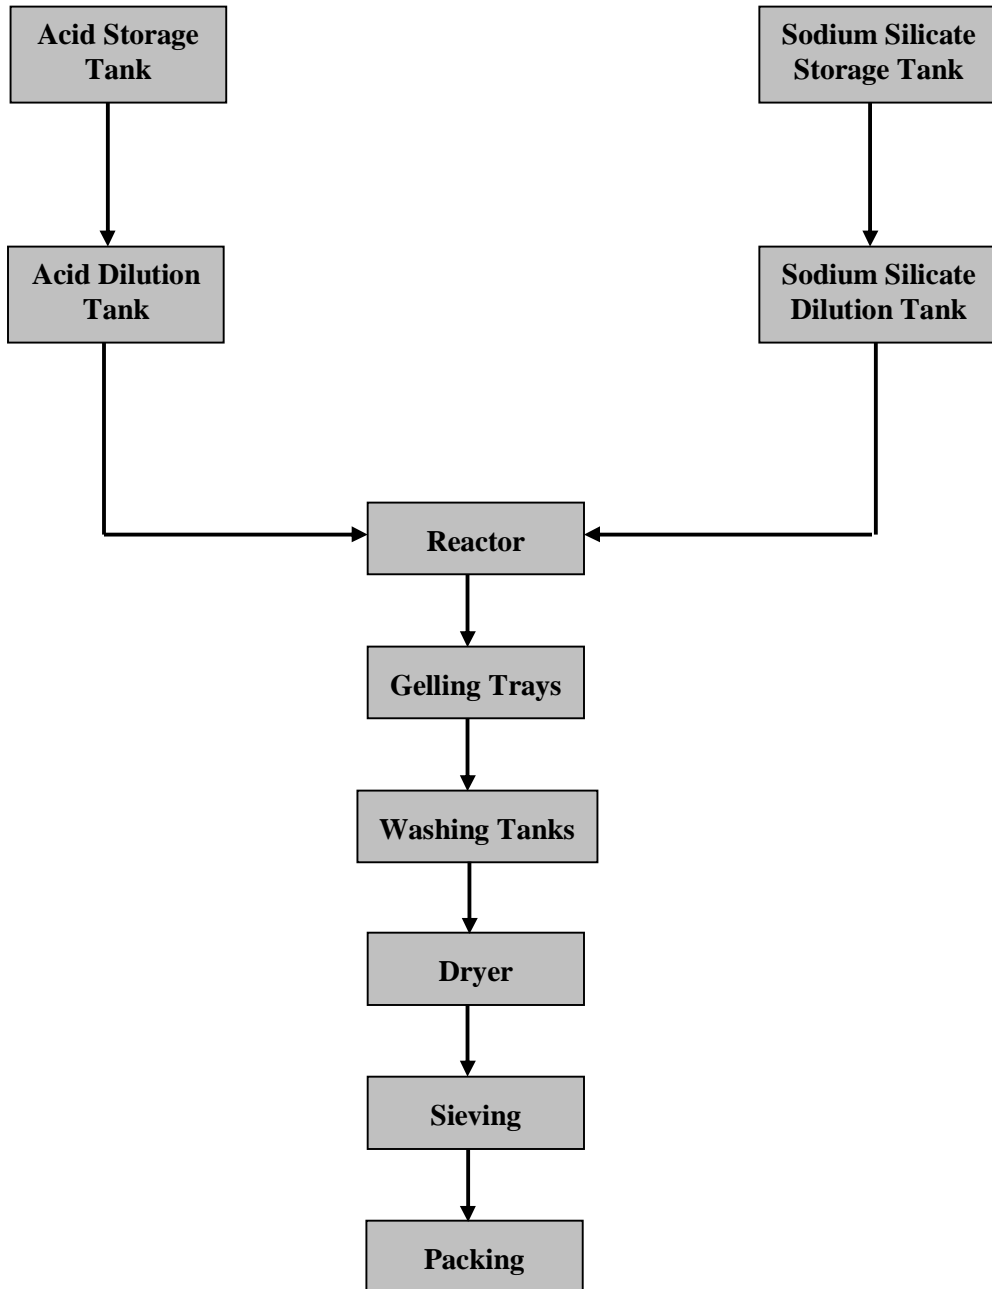 Acid Storage
Tank
Sodium Silicate
Storage Tank
Acid Dilution
Tank
Sodium Silicate
Dilution Tank
Reactor
Gelling Trays
Washing Tanks
Dryer
Sieving
Packing